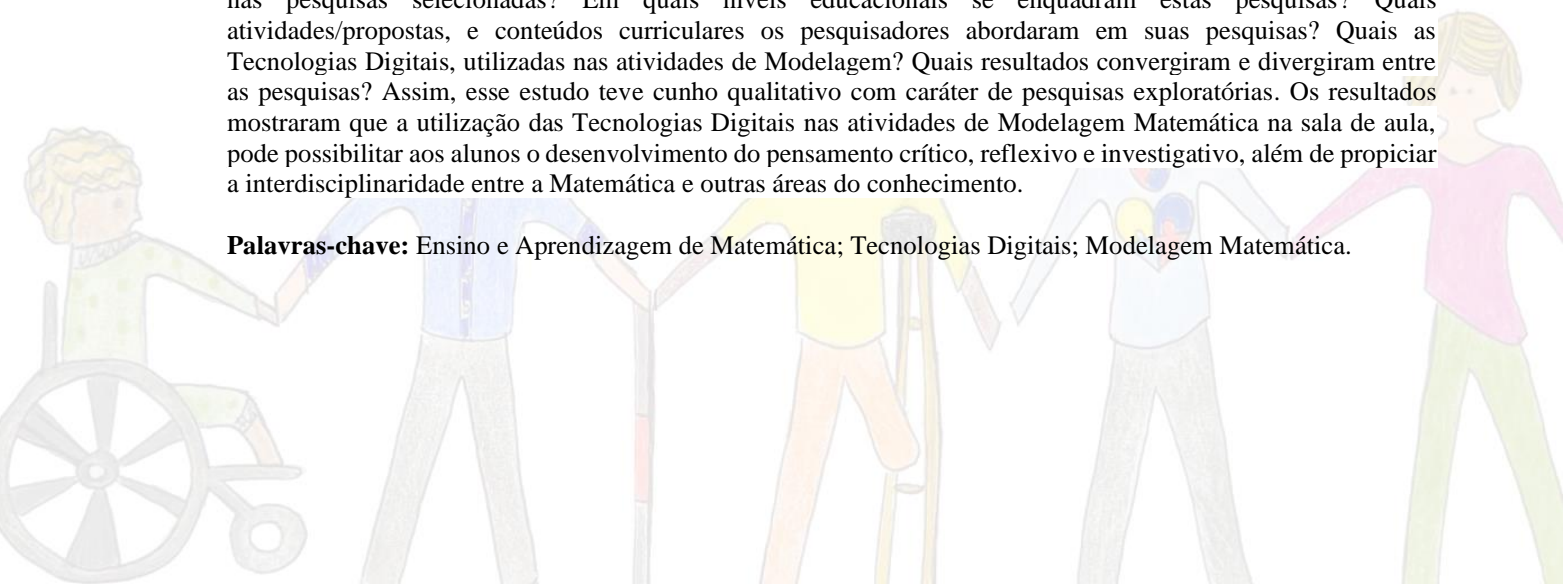 nas pesquisas selecionadas? Em quais níveis educacionais se enquadram estas pesquisas? Quais
atividades/propostas, e conteúdos curriculares os pesquisadores abordaram em suas pesquisas? Quais as
Tecnologias Digitais, utilizadas nas atividades de Modelagem? Quais resultados convergiram e divergiram entre
as pesquisas? Assim, esse estudo teve cunho qualitativo com caráter de pesquisas exploratórias. Os resultados
mostraram que a utilização das Tecnologias Digitais nas atividades de Modelagem Matemática na sala de aula,
pode possibilitar aos alunos o desenvolvimento do pensamento crítico, reflexivo e investigativo, além de propiciar
a interdisciplinaridade entre a Matemática e outras áreas do conhecimento.
Palavras-chave: Ensino e Aprendizagem de Matemática; Tecnologias Digitais; Modelagem Matemática.